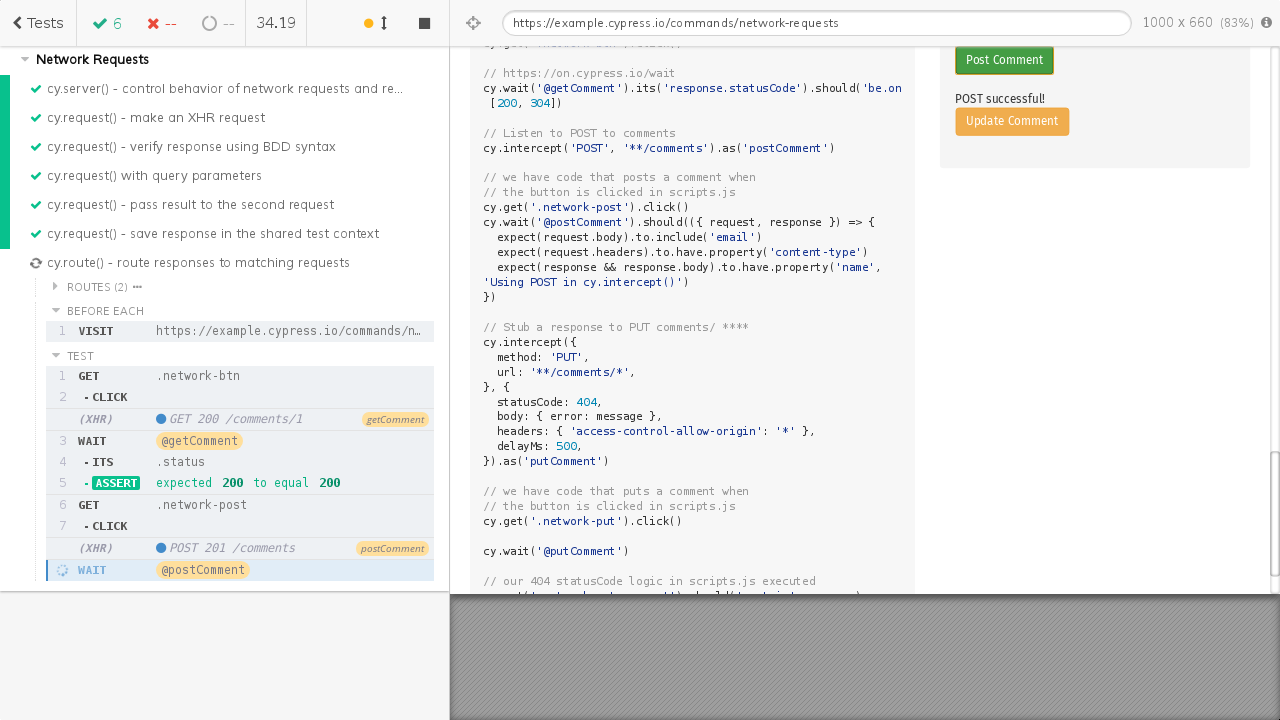 Tests
6
--
--
34.19
https://example.cypress.io/commands/network-requests
1000 x 660 (83%)
Network Requests
cy.server() - control behavior of network requests and re...
cy.request() - make an XHR request
cy.request() - verify response using BDD syntax
cy.request() with query parameters
cy.request() - pass result to the second request
cy.request() - save response in the shared test context
cy.route() - route responses to matching requests
ROUTES (2)
BEFORE EACH
1 VISIT https://example.cypress.io/commands/n...
TEST
1 GET .network-btn
2 - CLICK
(XHR) GET 200 /comments/1 getComment
3 WAIT @getComment
4 - ITS .status
5 - ASSERT expected 200 to equal 200
6 GET .network-post
7 - CLICK
(XHR) POST 201 /comments postComment
WAIT @postComment
// https://on.cypress.io/wait
cy.wait('@getComment').its('response.statusCode').should('be.on
[200, 304])
// Listen to POST to comments
cy.intercept('POST', '**/comments').as('postComment')
// we have code that posts a comment when
// the button is clicked in scripts.js
cy.get('.network-post').click()
cy.wait('@postComment').should(({ request, response }) => {
expect(request.body).to.include('email')
expect(request.headers).to.have.property('content-type')
expect(response && response.body).to.have.property('name',
'Using POST in cy.intercept()')
})
// Stub a response to PUT comments/ ****
cy.intercept({
method: 'PUT',
url: '**/comments/*',
}, {
statusCode: 404,
body: { error: message },
headers: { 'access-control-allow-origin': '*' },
delayMs: 500,
}).as('putComment')
// we have code that puts a comment when
// the button is clicked in scripts.js
cy.get('.network-put').click()
cy.wait('@putComment')
// our 404 statusCode logic in scripts.js executed
Post Comment
POST successful!
Update Comment